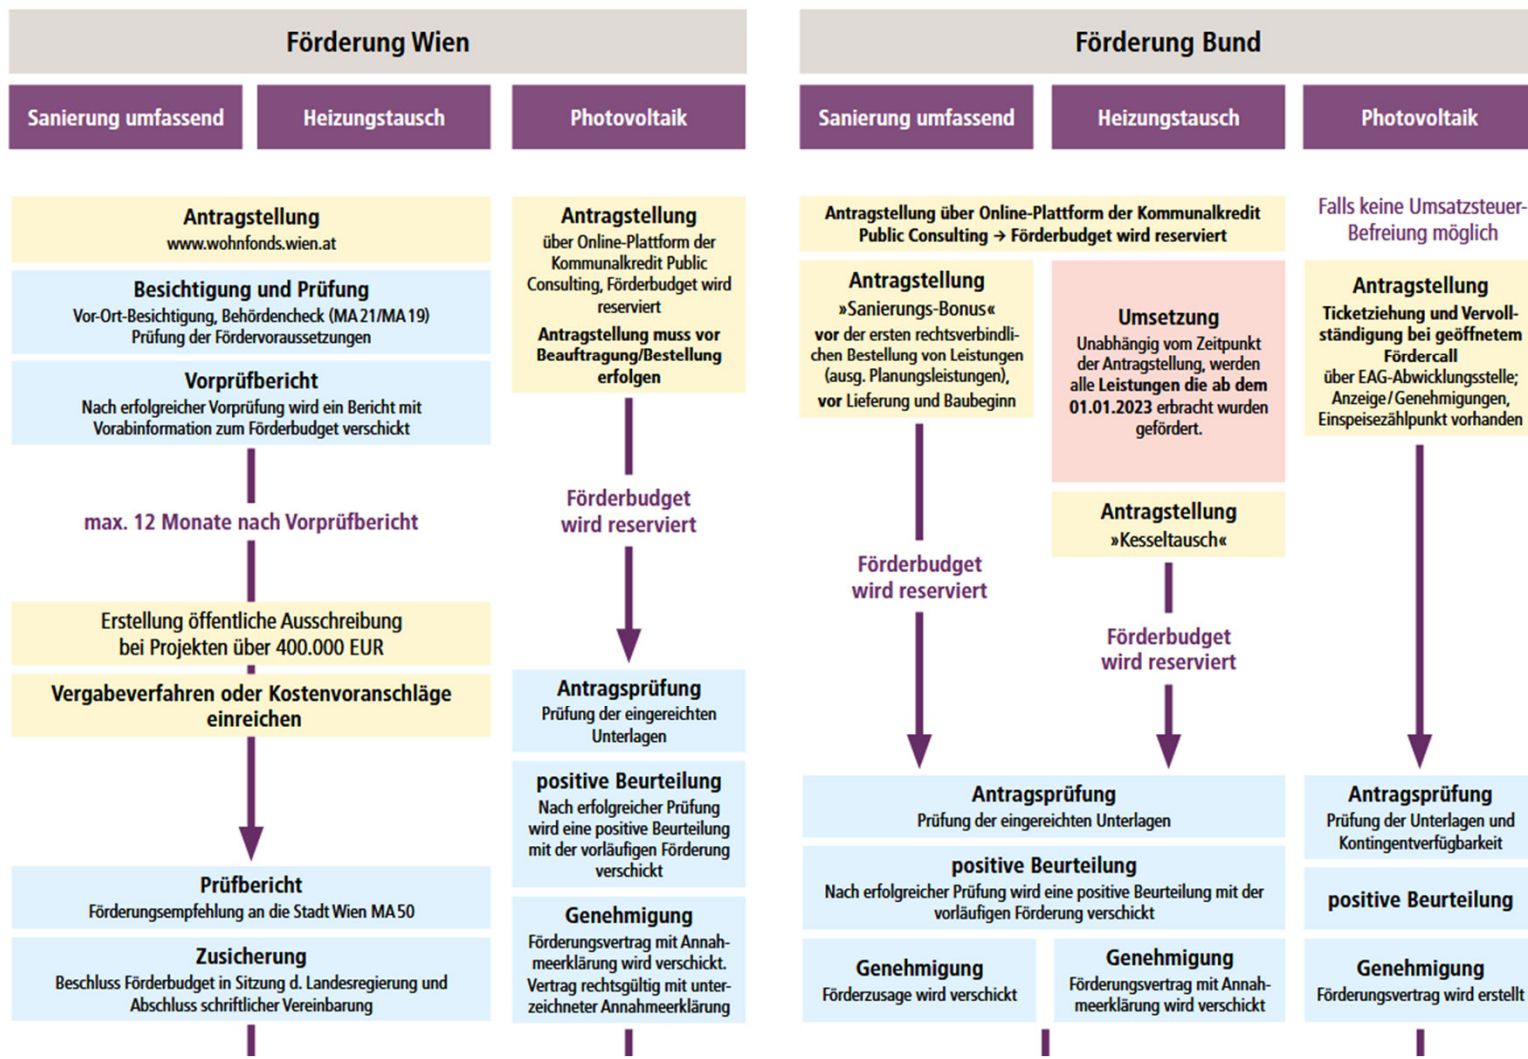 Förderung Wien
Sanierung umfassend
Heizungstausch
Photovoltaik
Antragstellung
www.wohnfonds.wien.at
Besichtigung und Prüfung
Vor-Ort-Besichtigung, Behördencheck (MA 21/MA 19)
Prüfung der Fördervoraussetzungen
Vorprüfbericht
Nach erfolgreicher Vorprüfung wird ein Bericht mit
Vorabinformation zum Förderbudget verschickt
max. 12 Monate nach Vorprüfbericht
Erstellung öffentliche Ausschreibung
bei Projekten über 400.000 EUR
Vergabeverfahren oder Kostenvoranschläge
einreichen
Prüfbericht
Förderungsempfehlung an die Stadt Wien MA 50
Zusicherung
Beschluss Förderbudget in Sitzung d. Landesregierung und
Abschluss schriftlicher Vereinbarung
Antragstellung
über Online-Plattform der
Kommunalkredit Public
Consulting, Förderbudget wird
reserviert
Antragstellung muss vor
Beauftragung/Bestellung
erfolgen
Förderbudget
wird reserviert
Antragsprüfung
Prüfung der eingereichten
Unterlagen
positive Beurteilung
Nach erfolgreicher Prüfung
wird eine positive Beurteilung
mit der vorläufigen Förderung
verschickt
Genehmigung
Förderungsvertrag mit Annah-
meerklärung wird verschickt.
Vertrag rechtsgültig mit unter-
zeichneter Annahmeerklärung
Förderung Bund
Sanierung umfassend
Heizungstausch
Photovoltaik
Antragstellung über Online-Plattform der Kommunalkredit
Public Consulting → Förderbudget wird reserviert
Antragstellung
»Sanierungs-Bonus«
vor der ersten rechtsverbindli-
chen Bestellung von Leistungen
(ausg. Planungsleistungen),
vor Lieferung und Baubeginn
Förderbudget
wird reserviert
Umsetzung
Unabhängig vom Zeitpunkt
der Antragstellung, werden
alle Leistungen die ab dem
01.01.2023 erbracht wurden
gefördert.
Antragstellung
»Kesseltausch«
Förderbudget
wird reserviert
Antragsprüfung
Prüfung der eingereichten Unterlagen
positive Beurteilung
Nach erfolgreicher Prüfung wird eine positive Beurteilung mit der
vorläufigen Förderung verschickt
Genehmigung
Förderzusage wird verschickt
Genehmigung
Förderungsvertrag mit Annah-
meerklärung wird verschickt
Falls keine Umsatzsteuer-
Befreiung möglich
Antragstellung
Ticketziehung und Vervoll-
ständigung bei geöffnetem
Fördercall
über EAG-Abwicklungsstelle;
Anzeige/Genehmigungen,
Einspeisezählpunkt vorhanden
Antragsprüfung
Prüfung der Unterlagen und
Kontingentverfügbarkeit
positive Beurteilung
Genehmigung
Förderungsvertrag wird erstellt